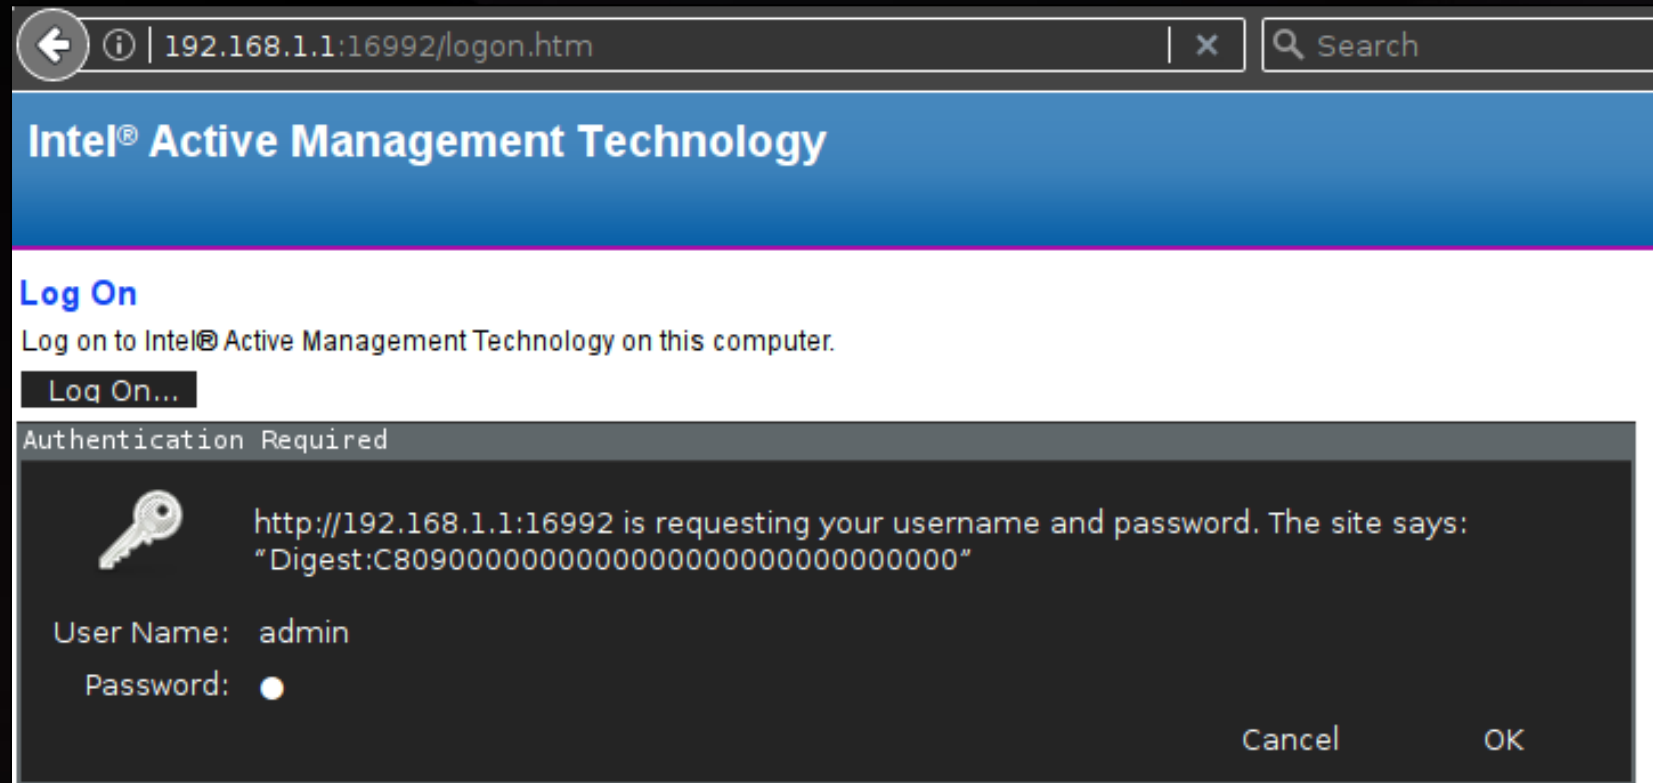 192.168.1.1:16992/logon.htm
Search
Intel® Active Management Technology
Log On
Log on to Intel® Active Management Technology on this computer.
Log On...
Authentication Required
http://192.168.1.1:16992 is requesting your username and password. The site says:
“Digest:C8090000000000000000000000000000”
User Name: admin
Password: ●
Cancel OK